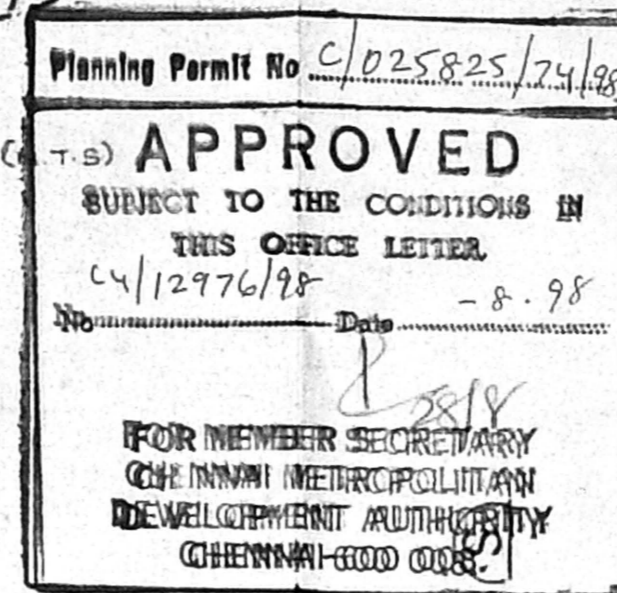 Planning Permit No C/025825/74/98
T.S) APPROVED
SUBJECT TO THE CONDITIONS IN
THIS OFFICE LETTER
C4/12976/98
No Date -8.98
28/8
FOR MEMBER SECRETARY
CHENNAI METROPOLITAN
DEVELOPMENT AUTHORITY
CHENNAI-600 008.